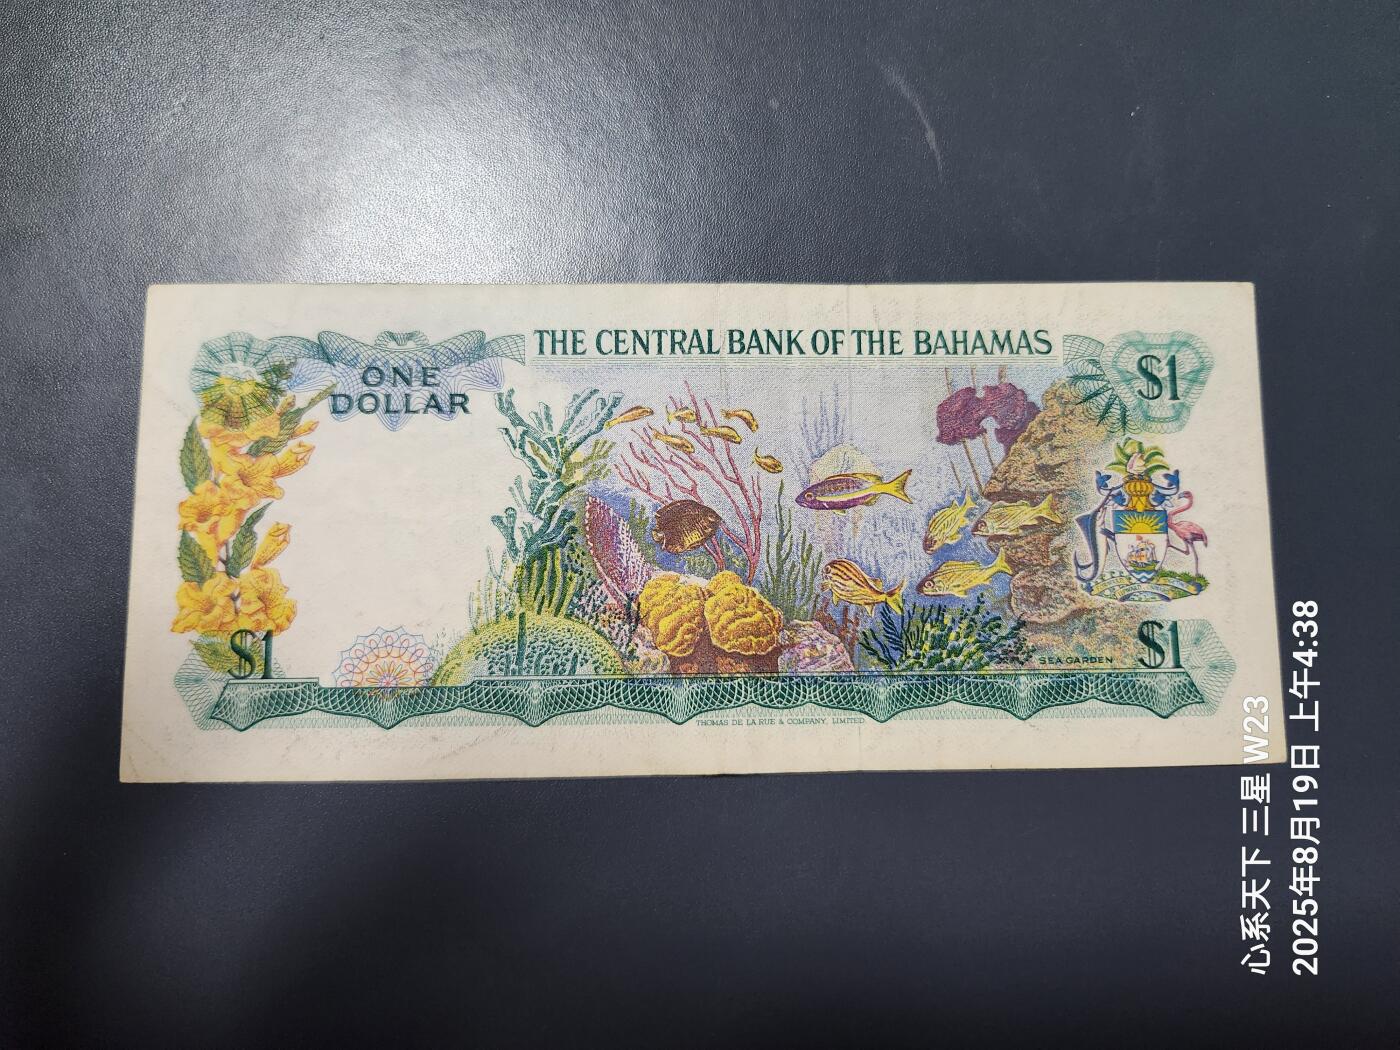 THE CENTRAL BANK OF THE BAHAMAS
$1
ONE
DOLLAR
$1
SEA GARDEN
$1
THOMAS DE LA RUE & COMPANY, LIMITED
心系天下 三星 W23
2025年8月19日 上午4:38